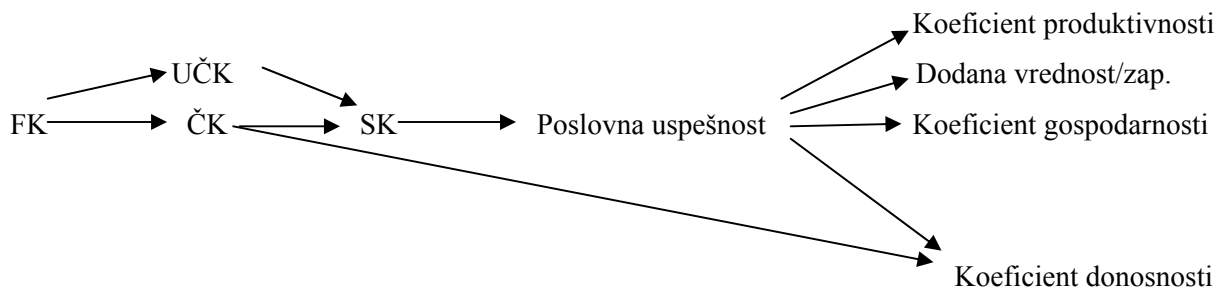 Koeficient produktivnosti
UČK
Dodana vrednost/zap.
FK ČK SK Poslovna uspešnost Koeficient gospodarnosti
Koeficient donosnosti